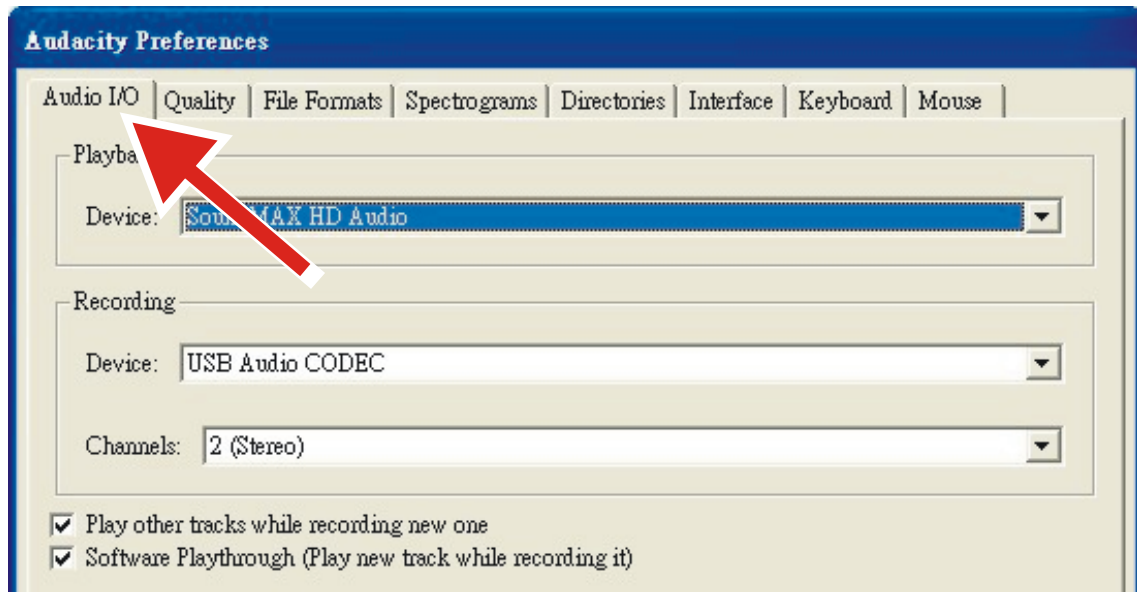 Audacity Preferences
Audio I/O Quality File Formats Spectrograms Directories Interface Keyboard Mouse
Device: MAX HD Audio
Recording
Device: USB Audio CODEC
Channels: 2 (Stereo)
Play other tracks while recording new one
Software Playthrough (Play new track while recording it)